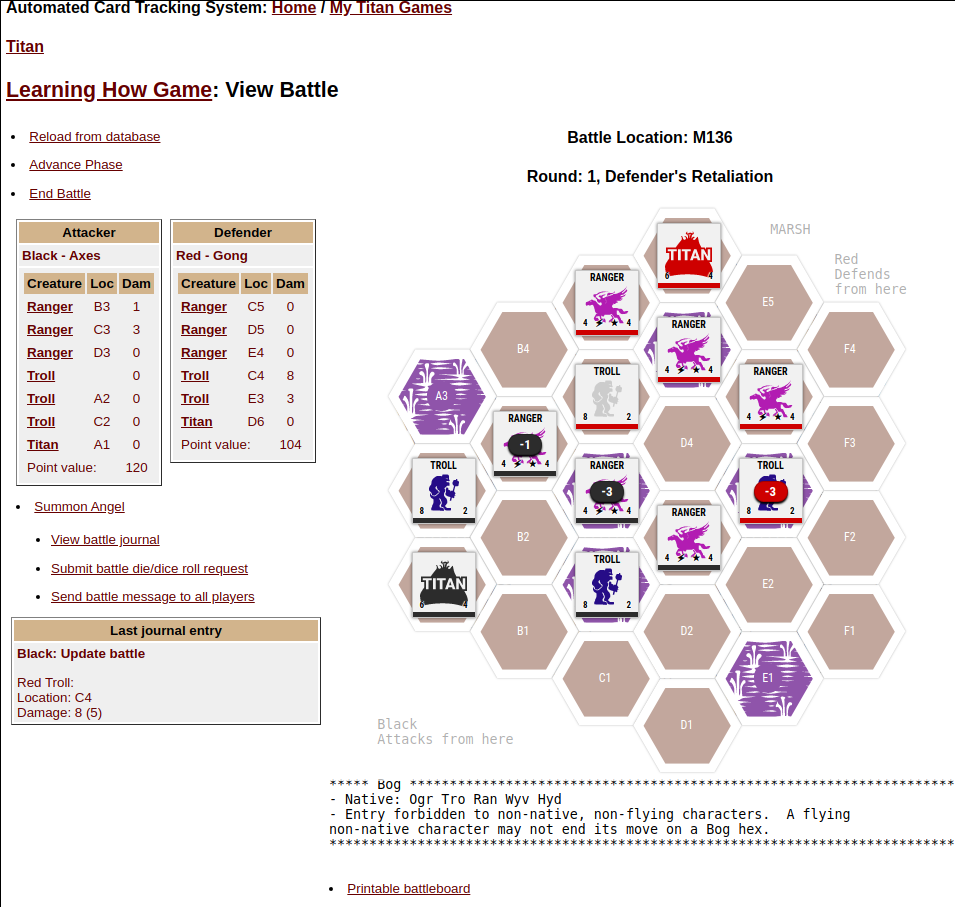 Automated Card Tracking System: Home / My Titan Games
Titan
Learning How Game: View Battle
Reload from database
Advance Phase
End Battle
Attacker
Black - Axes
Creature Loc Dam
Ranger B3 1
Ranger C3 3
Ranger D3 0
Troll 0
Troll A2 0
Troll C2 0
Titan A1 0
Point value: 120
Defender
Red - Gong
Creature Loc Dam
Ranger C5 0
Ranger D5 0
Ranger E4 0
Troll C4 8
Troll E3 3
Titan D6 0
Point value: 104
Summon Angel
View battle journal
Submit battle die/dice roll request
Send battle message to all players
Last journal entry
Black: Update battle
Red Troll:
Location: C4
Damage: 8 (5)
Battle Location: M136
Round: 1, Defender's Retaliation
MARSH
Red
Defends
from here
TITAN
6 4
RANGER
4 4
E5
B4
RANGER
4 4
F4
A3
TROLL
8 2
RANGER
4 4
RANGER
-1
4 4
D4
F3
TROLL
8 2
RANGER
-3
4 4
TROLL
-3
8 2
B2
RANGER
4 4
F2
TITAN
6 4
TROLL
8 2
E2
B1
D2
F1
C1
E1
D1
Black
Attacks from here
***** Bog ********************************************************************
- Native: Ogr Tro Ran Wyv Hyd
- Entry forbidden to non-native, non-flying characters. A flying
non-native character may not end its move on a Bog hex.
******************************************************************************
Printable battleboard